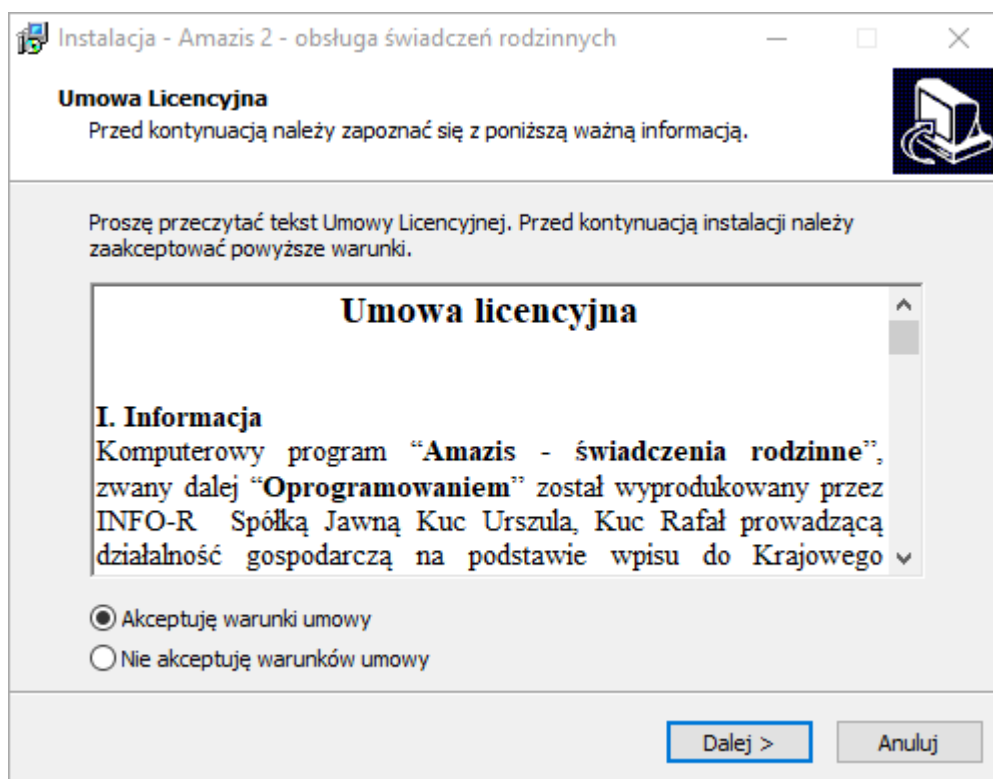 Instalacja - Amazis 2 - obsługa świadczeń rodzinnych
Umowa Licencyjna
Przed kontynuacją należy zapoznać się z poniższą ważną informacją.
Proszę przeczytać tekst Umowy Licencyjnej. Przed kontynuacją instalacji należy
zaakceptować powyższe warunki.
Umowa licencyjna
I. Informacja
Komputerowy program “Amazis - świadczenia rodzinne”,
zwany dalej “Oprogramowaniem” został wyprodukowany przez
INFO-R Spółką Jawną Kuc Urszula, Kuc Rafał prowadzącą
działalność gospodarczą na podstawie wpisu do Krajowego
Akceptuję warunki umowy
Nie akceptuję warunków umowy
Dalej >
Anuluj